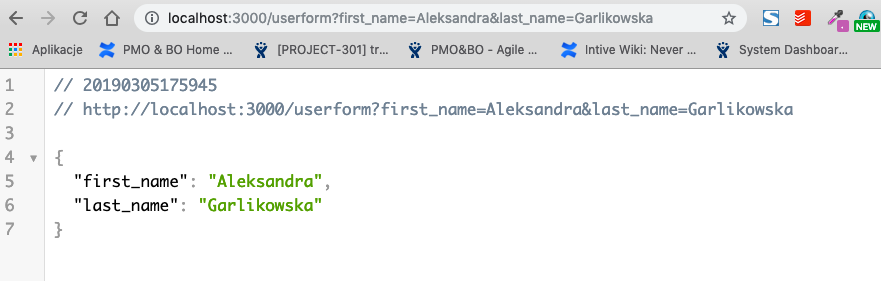 localhost:3000/userform?first_name=Aleksandra&last_name=Garlikowska
NEW
Aplikacje PMO & BO Home ... [PROJECT-301] tr... PMO&BO - Agile ... Intive Wiki: Never ... System Dashboar...
1 // 20190305175945
2 // http://localhost:3000/userform?first_name=Aleksandra&last_name=Garlikowska
3
4 {
5 "first_name": "Aleksandra",
6 "last_name": "Garlikowska"
7 }